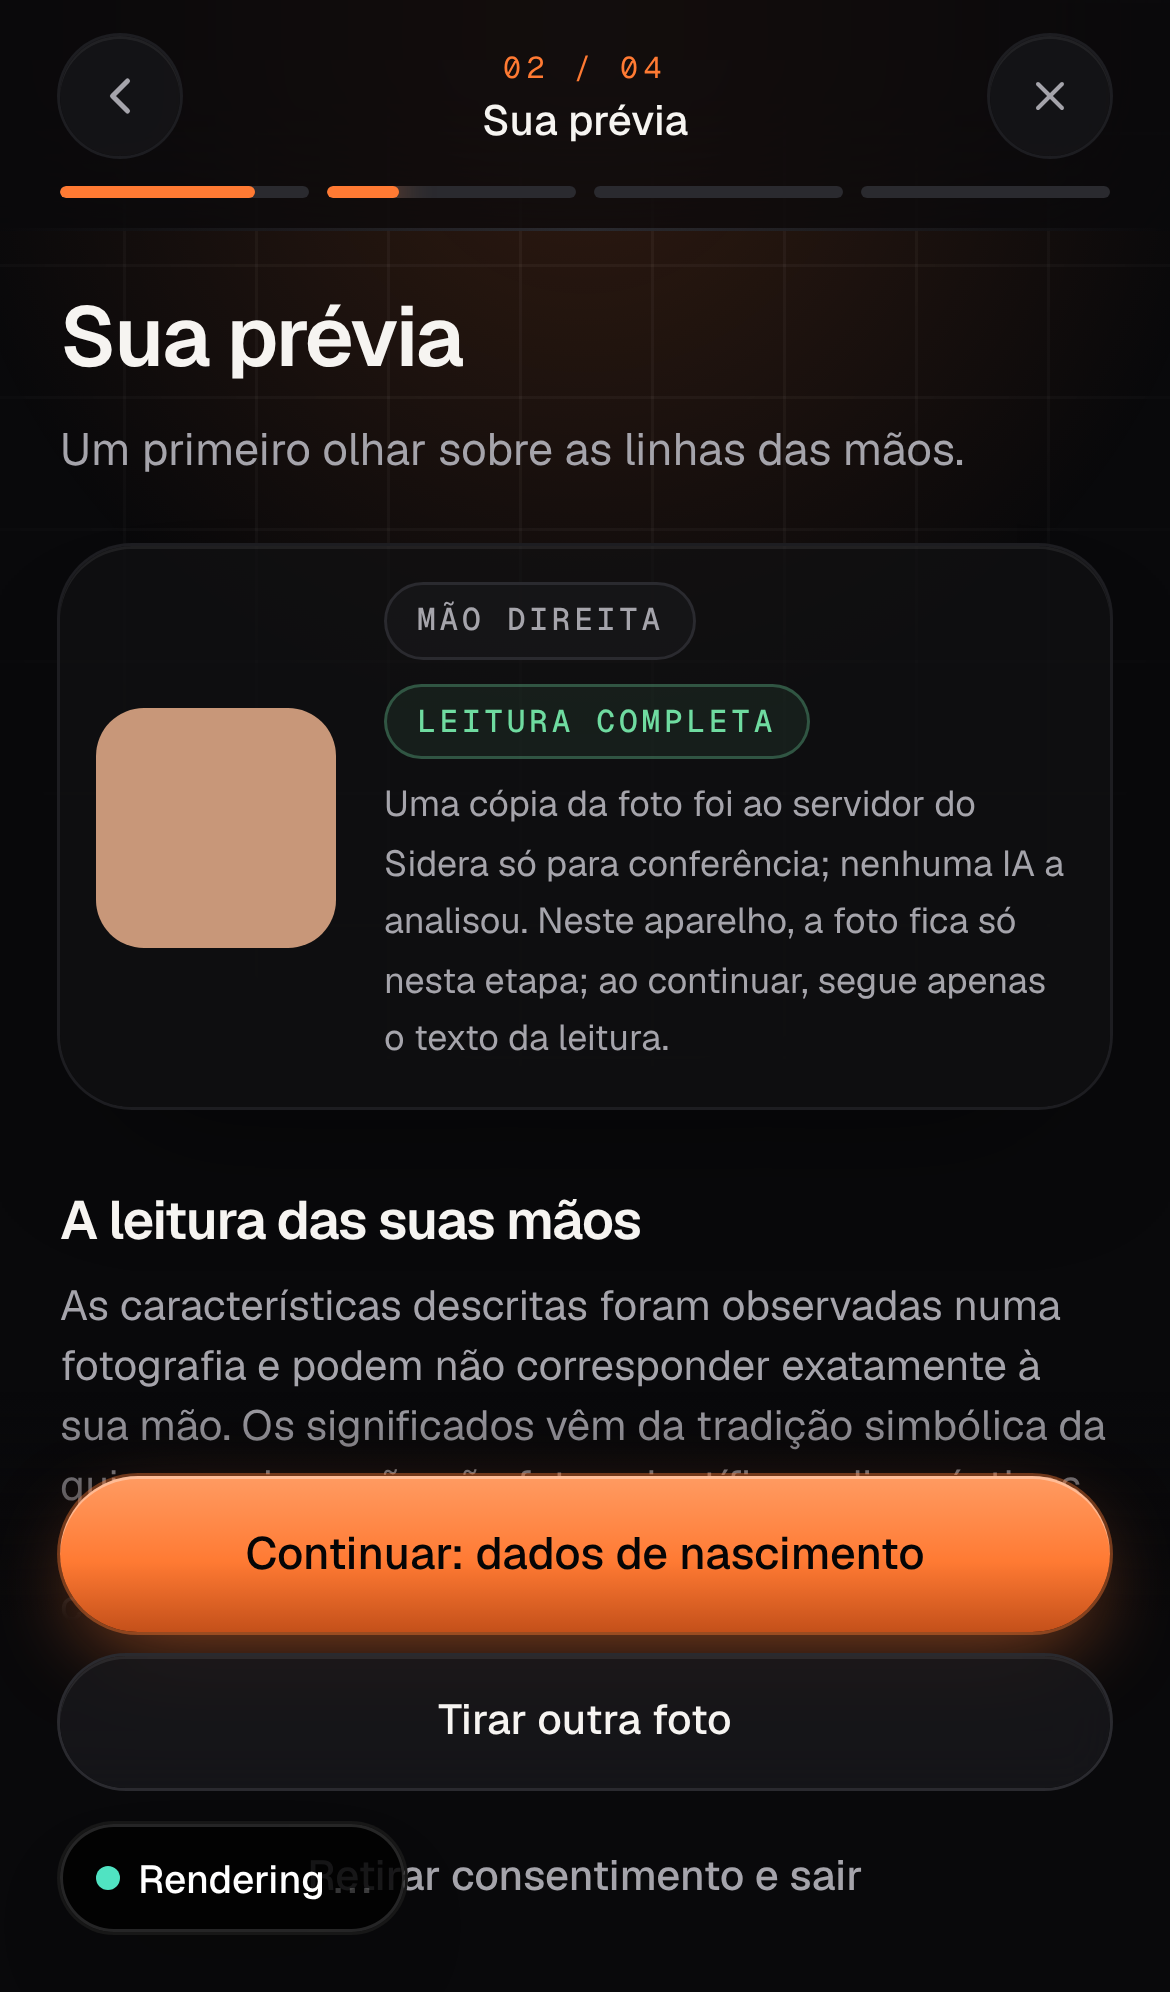 02 / 04
Sua prévia
Sua prévia
Um primeiro olhar sobre as linhas das mãos.
MÃO DIREITA
LEITURA COMPLETA
Uma cópia da foto foi ao servidor do
Sidera só para conferência; nenhuma IA a
analisou. Neste aparelho, a foto fica só
nesta etapa; ao continuar, segue apenas
o texto da leitura.
A leitura das suas mãos
As características descritas foram observadas numa
fotografia e podem não corresponder exatamente à
sua mão. Os significados vêm da tradição simbólica da
Continuar: dados de nascimento
Tirar outra foto
Rendering...
Retirar consentimento e sair